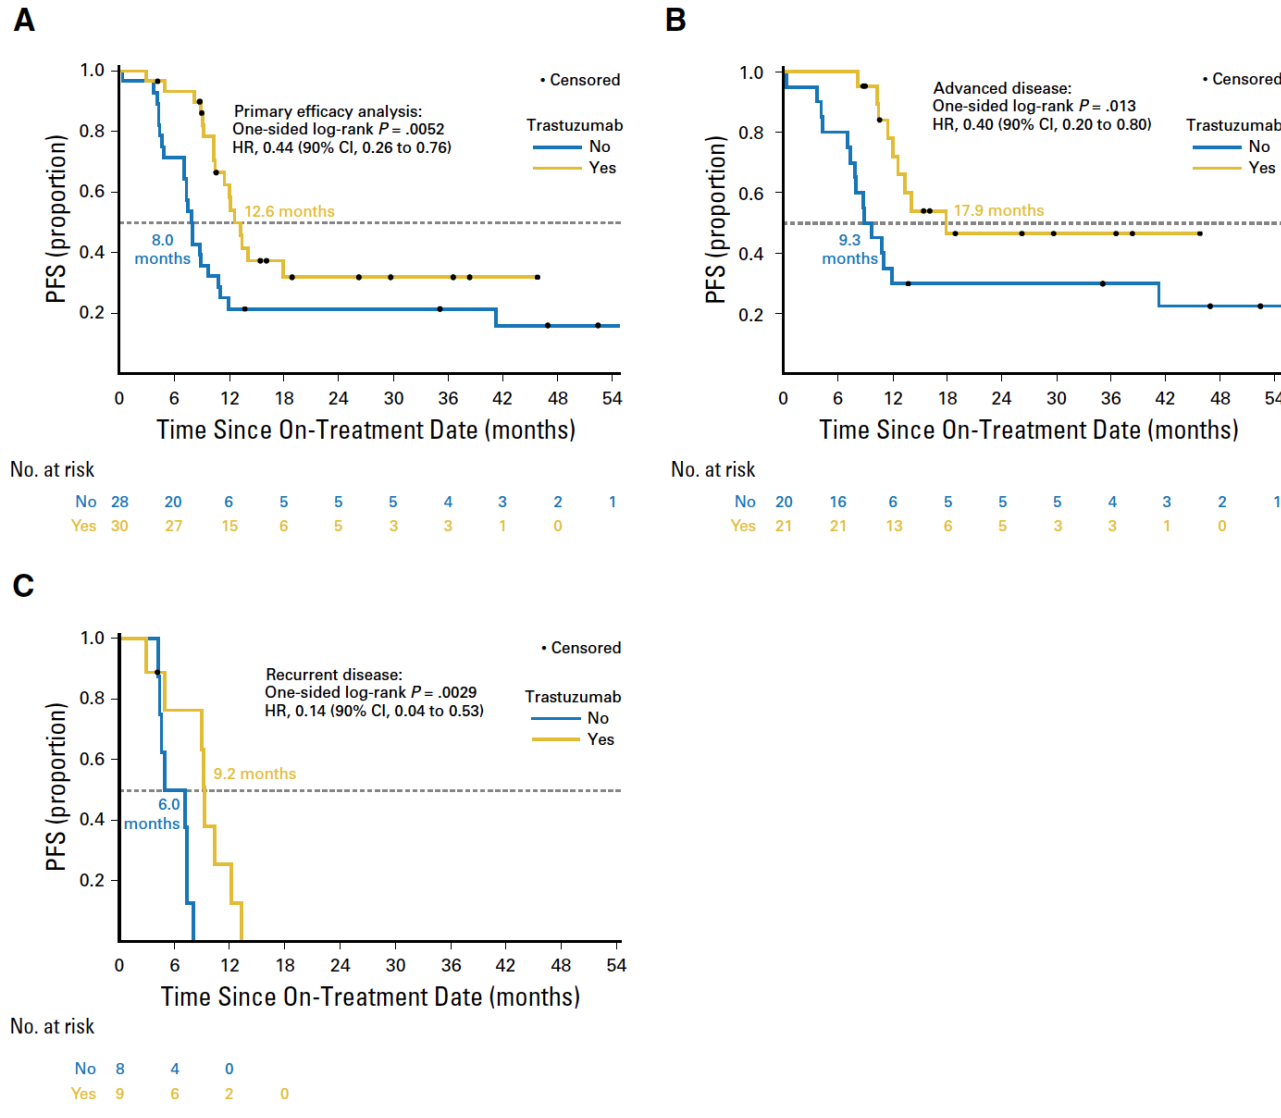 A
PFS (proportion)
1.0
0.8
0.6
0.4
0.2
Primary efficacy analysis:
One-sided log-rank P = .0052
HR, 0.44 (90% CI, 0.26 to 0.76)
• Censored
Trastuzumab
No
Yes
12.6 months
8.0
months
0 6 12 18 24 30 36 42 48 54
Time Since On-Treatment Date (months)
No. at risk
No 28 20 6 5 5 5 4 3 2 1
Yes 30 27 15 6 5 3 3 1 0
B
PFS (proportion)
1.0
0.8
0.6
0.4
0.2
Advanced disease:
One-sided log-rank P = .013
HR, 0.40 (90% CI, 0.20 to 0.80)
• Censored
Trastuzumab
No
Yes
17.9 months
9.3
months
0 6 12 18 24 30 36 42 48 54
Time Since On-Treatment Date (months)
No. at risk
No 20 16 6 5 5 5 4 3 2 1
Yes 21 21 13 6 5 3 3 1 0
C
PFS (proportion)
1.0
0.8
0.6
0.4
0.2
Recurrent disease:
One-sided log-rank P = .0029
HR, 0.14 (90% CI, 0.04 to 0.53)
• Censored
Trastuzumab
No
Yes
9.2 months
6.0
months
0 6 12 18 24 30 36 42 48 54
Time Since On-Treatment Date (months)
No. at risk
No 8 4 0
Yes 9 6 2 0